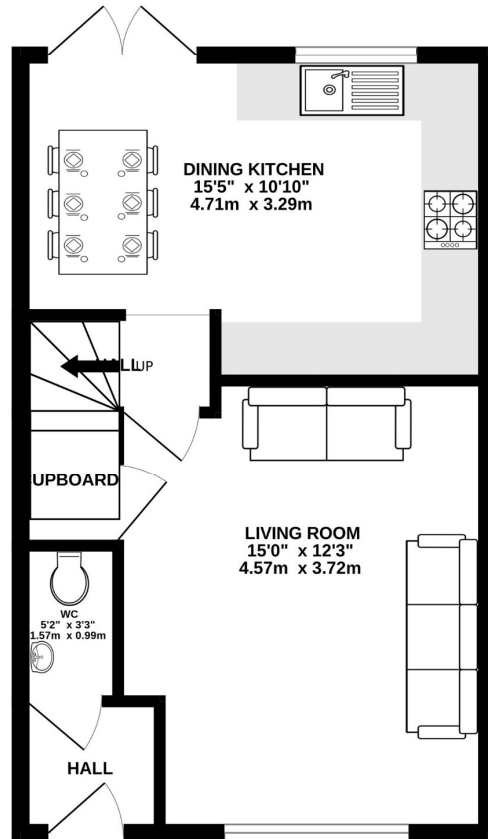 DINING KITCHEN
15'5" x 10'10"
4.71m x 3.29m
HALL
UP
UPBOARD
LIVING ROOM
15'0" x 12'3"
4.57m x 3.72m
WC
5'2" x 3'3"
1.57m x 0.99m
HALL